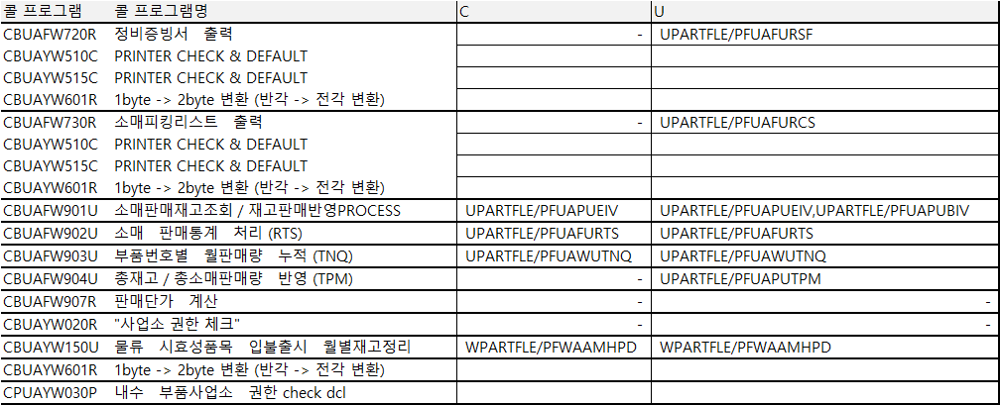 콜 프로그램 콜 프로그램명 C U
CBUAFW720R 정비증빙서 출력 - UPARTFLE/PFUAFURSF
CBUAYW510C PRINTER CHECK & DEFAULT
CBUAYW515C PRINTER CHECK & DEFAULT
CBUAYW601R 1byte -> 2byte 변환 (반각 -> 전각 변환)
CBUAFW730R 소매피킹리스트 출력 - UPARTFLE/PFUAFURCS
CBUAYW510C PRINTER CHECK & DEFAULT
CBUAYW515C PRINTER CHECK & DEFAULT
CBUAYW601R 1byte -> 2byte 변환 (반각 -> 전각 변환)
CBUAFW901U 소매판매재고조회 / 재고판매반영PROCESS UPARTFLE/PFUAPUEIV UPARTFLE/PFUAPUEIV,UPARTFLE/PFUAPUBIV
CBUAFW902U 소매 판매통계 처리 (RTS) UPARTFLE/PFUAFURTS UPARTFLE/PFUAFURTS
CBUAFW903U 부품번호별 월판매량 누적 (TNQ) UPARTFLE/PFUAWUTNQ UPARTFLE/PFUAWUTNQ
CBUAFW904U 총재고 / 총소매판매량 반영 (TPM) - UPARTFLE/PFUAPUTPM
CBUAFW907R 판매단가 계산 - -
CBUAYW020R "사업소 권한 체크" - -
CBUAYW150U 물류 시효성품목 입불출시 월별재고정리 WPARTFLE/PFWAAMHPD WPARTFLE/PFWAAMHPD
CBUAYW601R 1byte -> 2byte 변환 (반각 -> 전각 변환)
CPUAYW030P 내수 부품사업소 권한 check dcl